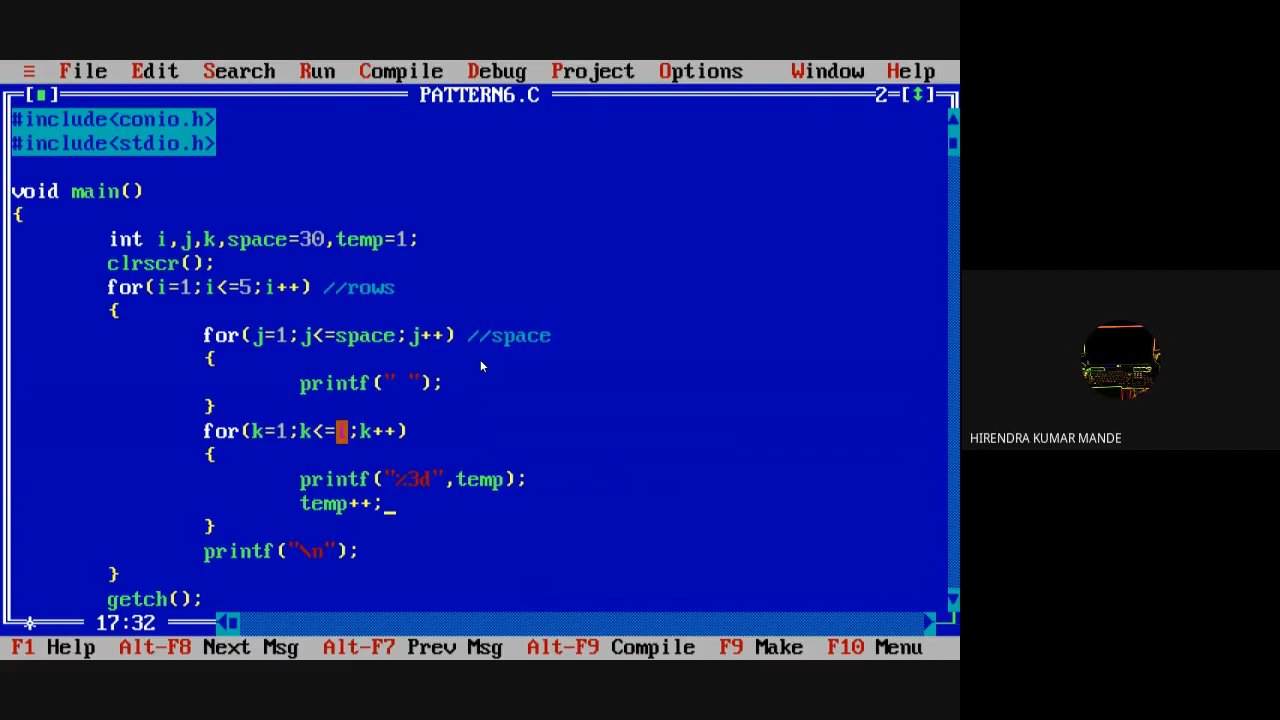 ≡ File Edit Search Run Compile Debug Project Options Window Help
[■] PATTERN6.C 2=[↕]
#include<conio.h>
#include<stdio.h>
void main()
{
int i,j,k,space=30,temp=1;
clrscr();
for(i=1;i<=5;i++) //rows
{
for(j=1;j<=space;j++) //space
{
printf(" ");
}
for(k=1;k<=;k++)
{
printf("%3d",temp);
temp++;_
}
printf("\n");
}
getch();
17:32
F1 Help Alt-F8 Next Msg Alt-F7 Prev Msg Alt-F9 Compile F9 Make F10 Menu
HIRENDRA KUMAR MANDE